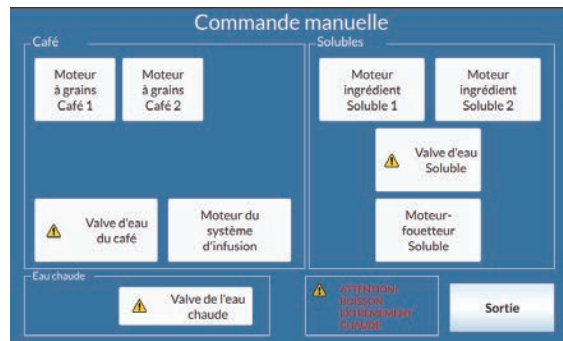 Commande manuelle
Café
Solubles
Moteur
à grains
Café 1
Moteur
à grains
Café 2
Moteur
ingrédient
Soluble 1
Moteur
ingrédient
Soluble 2
Valve d'eau
Soluble
Valve d'eau
du café
Moteur du
système
d'infusion
Moteur-
fouetteur
Soluble
Eau chaude
Valve de l'eau
chaude
ATTENTION:
BOISSON
EXTRÊMEMENT
CHAUDE
Sortie